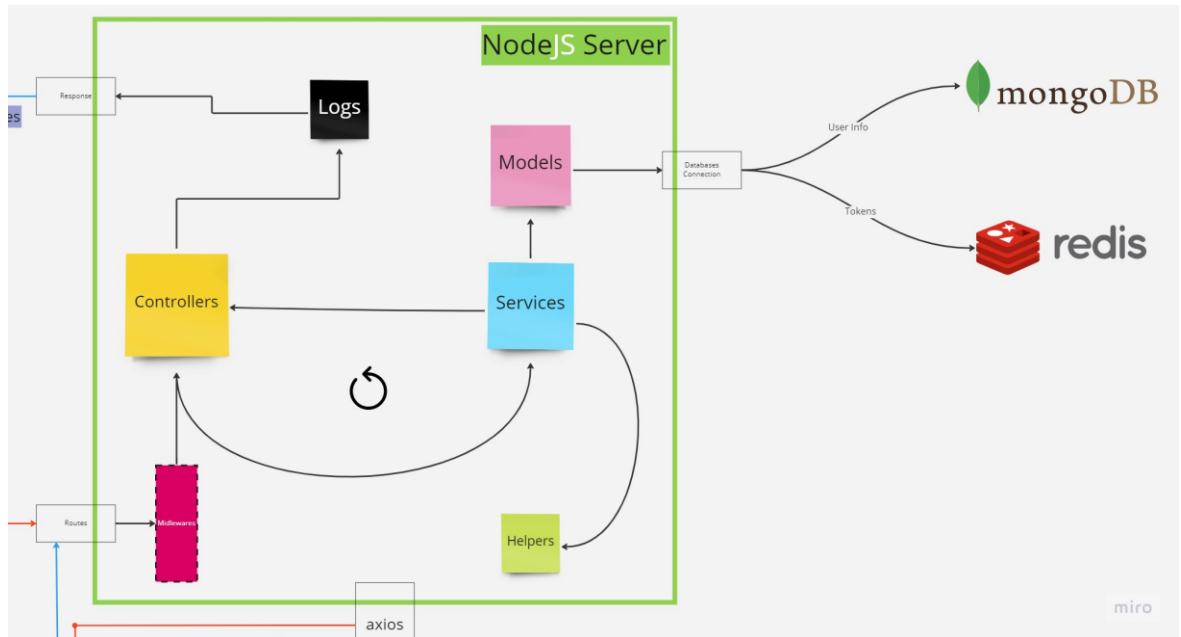 NodeJS Server
mongoDB
Logs
Response
es
User Info
Models
Databases
Connection
Tokens
redis
Controllers
Services
Routes
Midlewares
Helpers
axios
miro